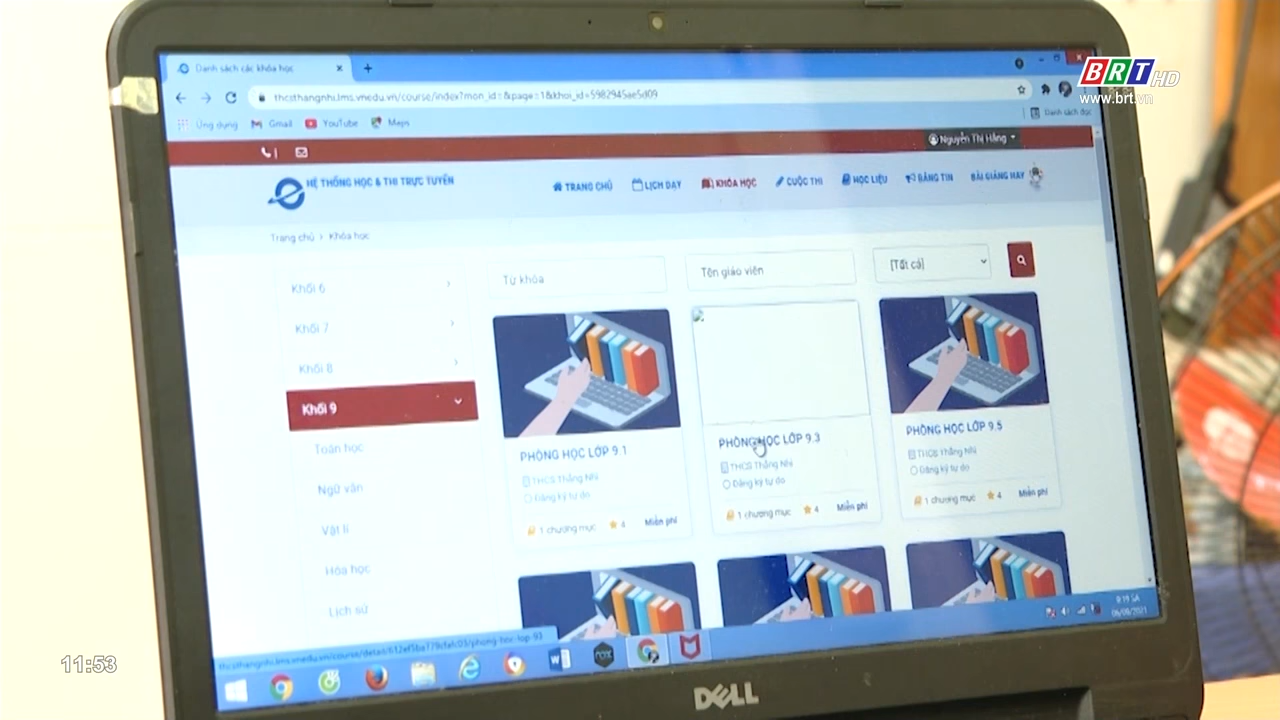 Danh sách các khóa học
BRT HD
www.brt.vn
thcsthangnhi.lms.vnedu.vn/course/index?mon_id=&page=1&khoi_id=5982945ae5d09
Ứng dụng Gmail YouTube Maps
Danh sách đọc
Nguyễn Thị Hằng
HỆ THỐNG HỌC & THI TRỰC TUYẾN
TRANG CHỦ LỊCH DẠY KHÓA HỌC CUỘC THI HỌC LIỆU BẢNG TIN BÀI GIẢNG HAY
Trang chủ > Khóa học
Từ khóa Tên giáo viên [Tất cả]
Khối 6
Khối 7
Khối 8
Khối 9
Toán học
Ngữ văn
Vật lí
Hóa học
Lịch sử
PHÒNG HỌC LỚP 9.1
THCS Thắng Nhì
Đăng ký tự do
1 chương mục 4 Miễn phí
PHÒNG HỌC LỚP 9.3
THCS Thắng Nhì
Đăng ký tự do
1 chương mục 4 Miễn phí
PHÒNG HỌC LỚP 9.5
THCS Thắng Nhì
Đăng ký tự do
1 chương mục 4 Miễn phí
9:19 SA
06/09/2021
11:53
DELL